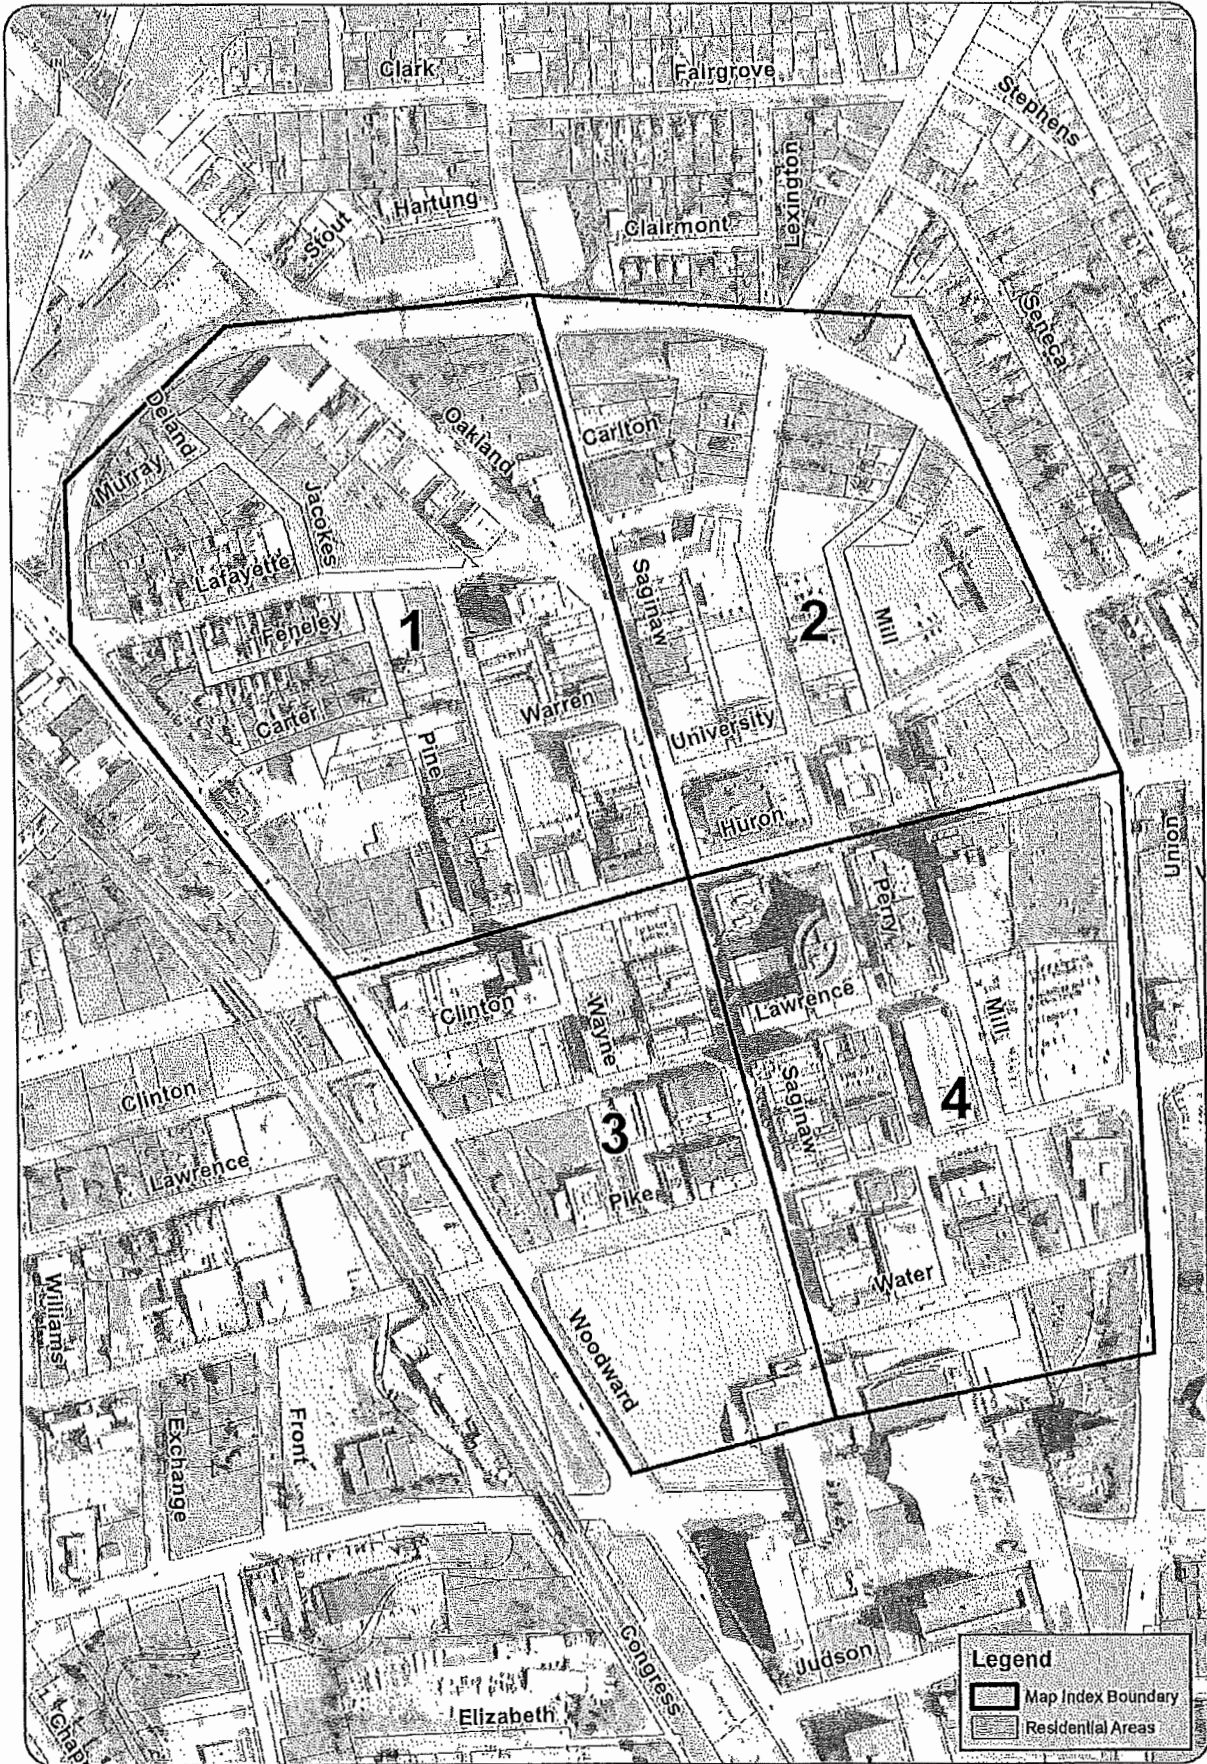 Clark
Fairgrove
Stephens
Lexington
Hartung
Stout
Clairmont
Seneca
Deland
Murray
Oakland
Carlton
Jacokes
Lafayette
Saginaw
1
2
Feneley
Mill
Warren
Carter
University
Pine
Huron
Union
Perry
Clinton
Wayne
Lawrence
Mill
Clinton
Saginaw
4
3
Lawrence
Pike
Water
Williams
Woodward
Exchange
Front
Congress
Judson
Elizabeth
Chap
Legend
Map Index Boundary
Residential Areas